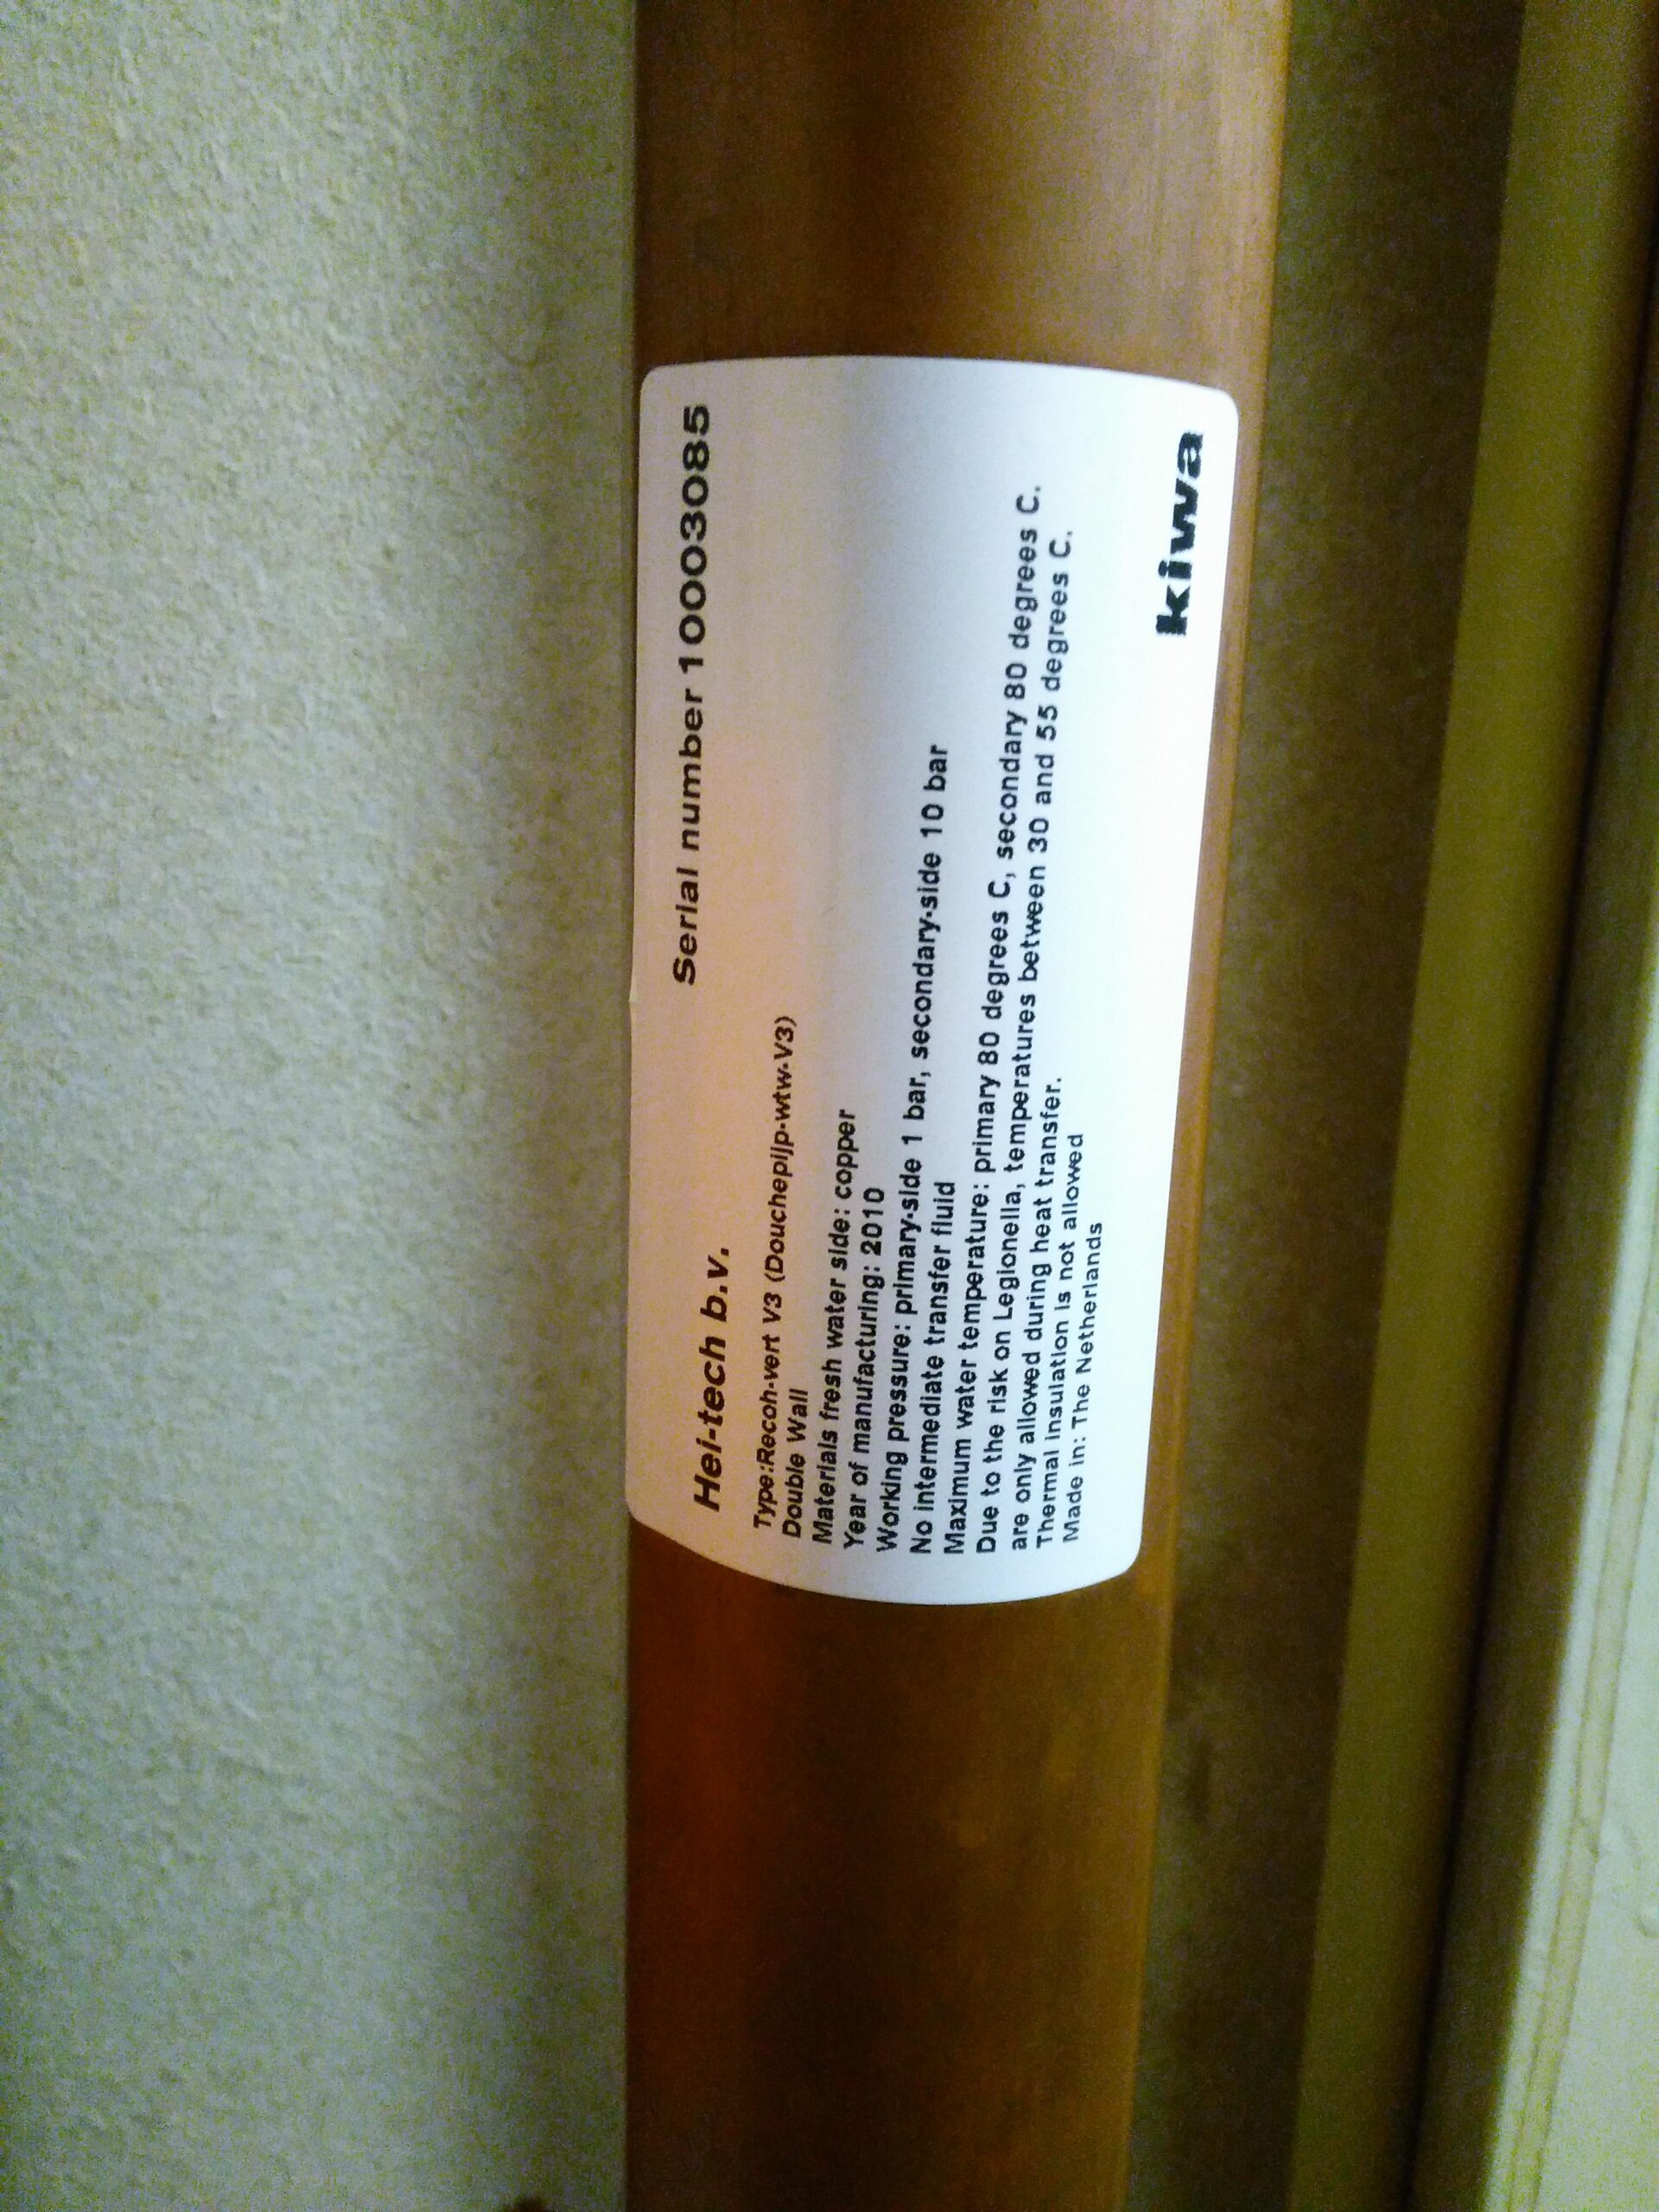 Hei-tech b.v. Serial number 10003085
Type:Recoh-vert V3 (Douchepijp-wtw-V3)
Double Wall
Materials fresh water side: copper
Year of manufacturing: 2010
Working pressure: primary-side 1 bar, secondary-side 10 bar
No intermediate transfer fluid
Maximum water temperature: primary 80 degrees C, secondary 80 degrees C.
Due to the risk on Legionella, temperatures between 30 and 55 degrees C.
are only allowed during heat transfer.
Thermal insulation is not allowed
Made in: The Netherlands
kiwa